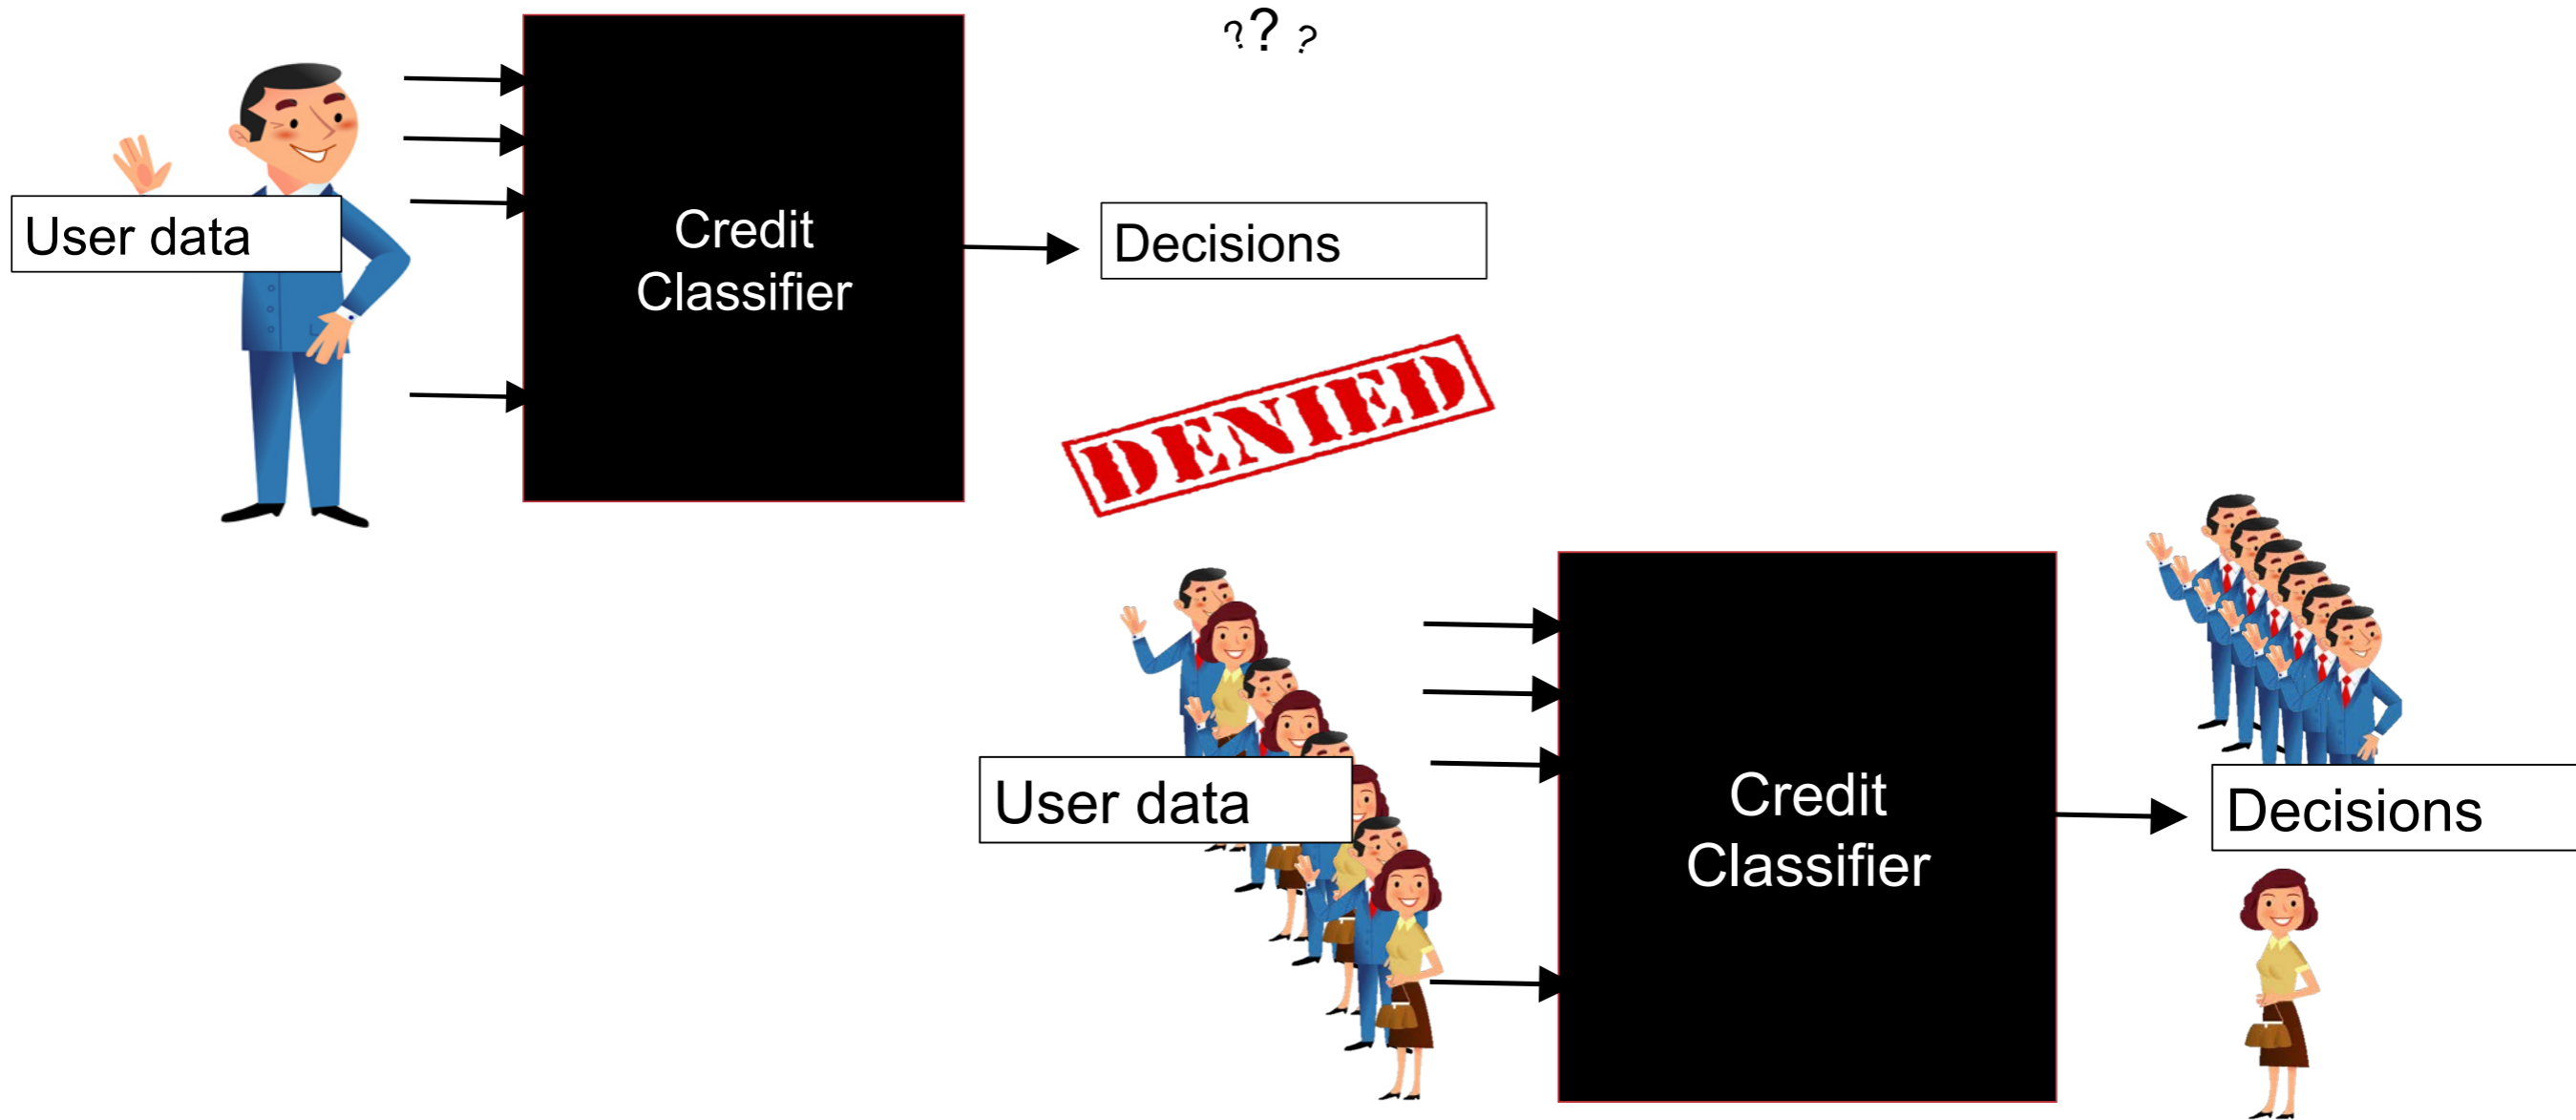 ???
User data
Credit
Classifier
Decisions
DENIED
User data
Credit
Classifier
Decisions